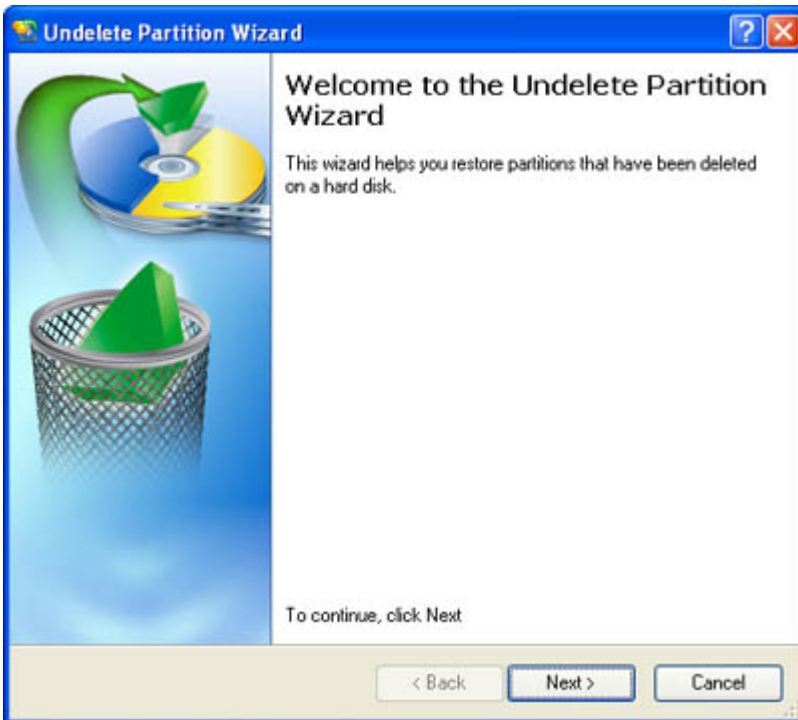 Undelete Partition Wizard
Welcome to the Undelete Partition
Wizard
This wizard helps you restore partitions that have been deleted
on a hard disk.
To continue, click Next
< Back
Next >
Cancel